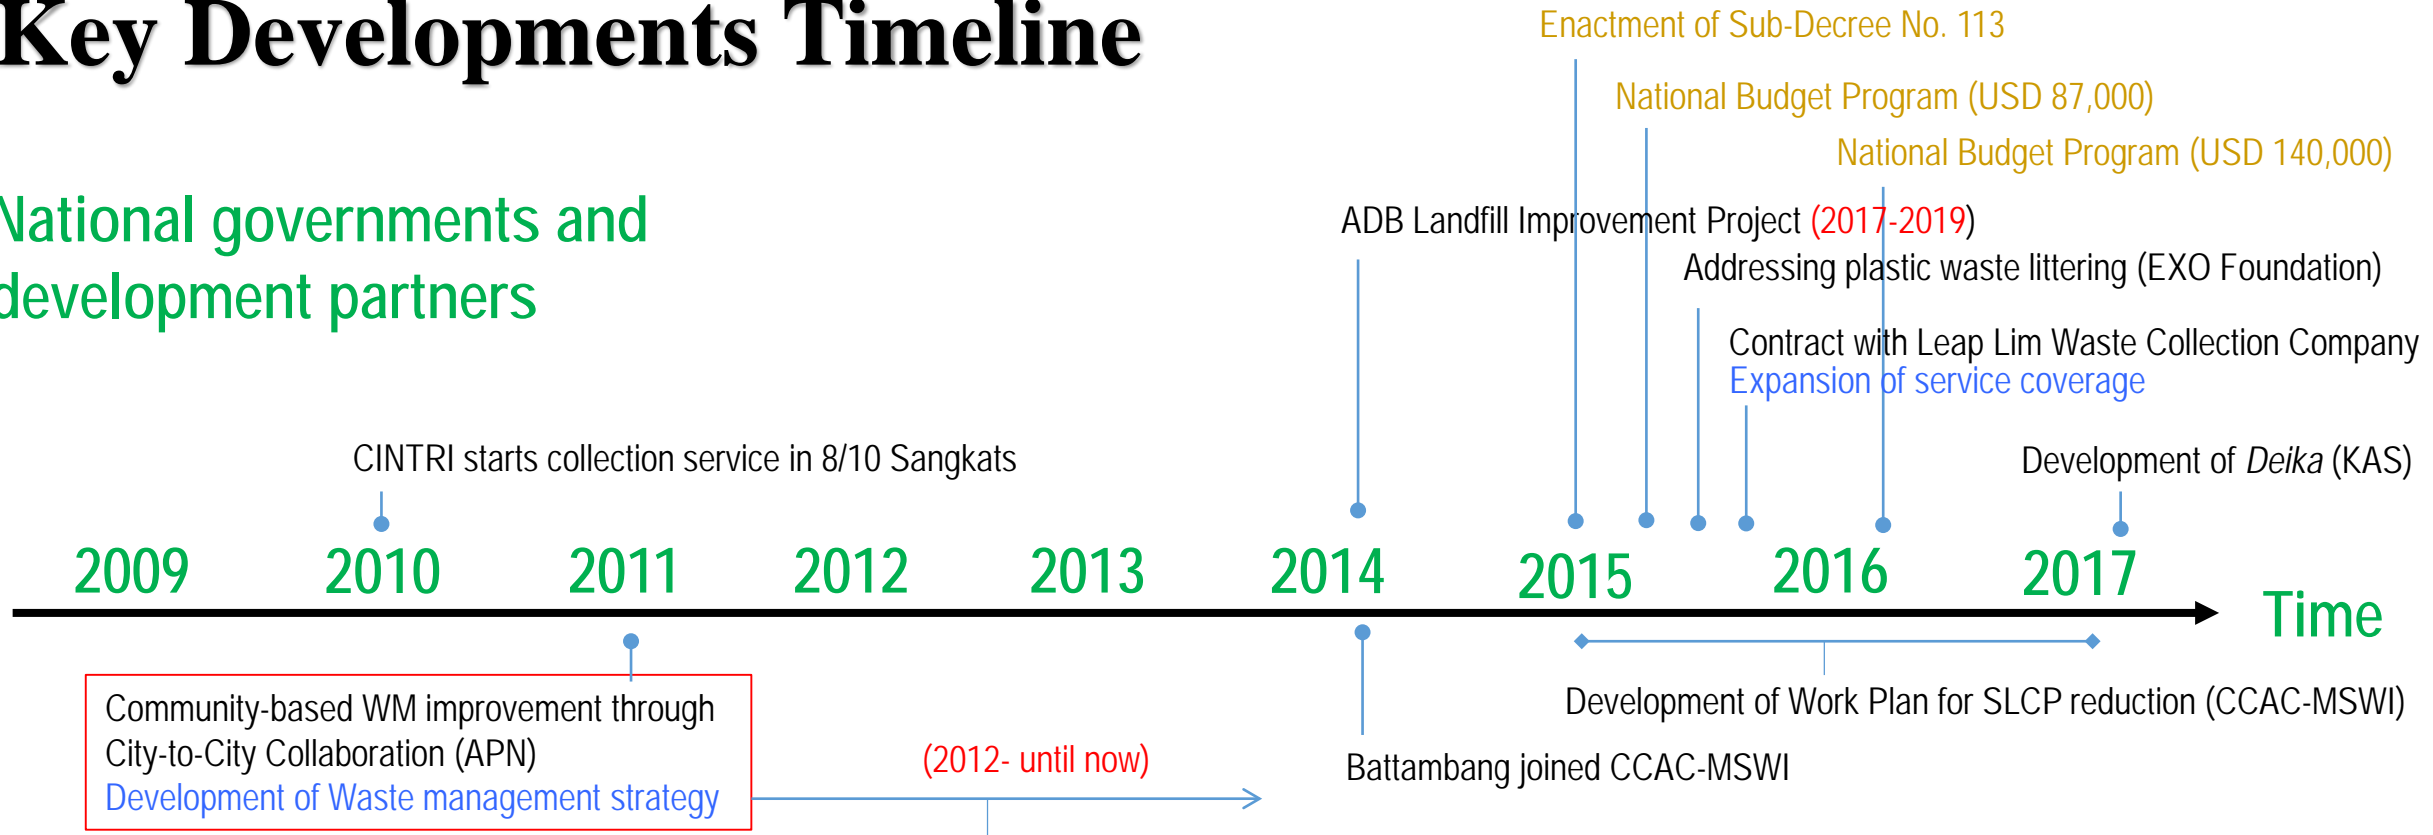 Key Developments Timeline
Enactment of Sub-Decree No. 113
National Budget Program (USD 87,000)
National Budget Program (USD 140,000)
National governments and
development partners
ADB Landfill Improvement Project (2017-2019)
Addressing plastic waste littering (EXO Foundation)
Contract with Leap Lim Waste Collection Company
Expansion of service coverage
CINTRI starts collection service in 8/10 Sangkats
Development of Deika (KAS)
2009 2010 2011 2012 2013 2014 2015 2016 2017
Time
Community-based WM improvement through
City-to-City Collaboration (APN)
Development of Waste management strategy
(2012- until now)
Battambang joined CCAC-MSWI
Development of Work Plan for SLCP reduction (CCAC-MSWI)